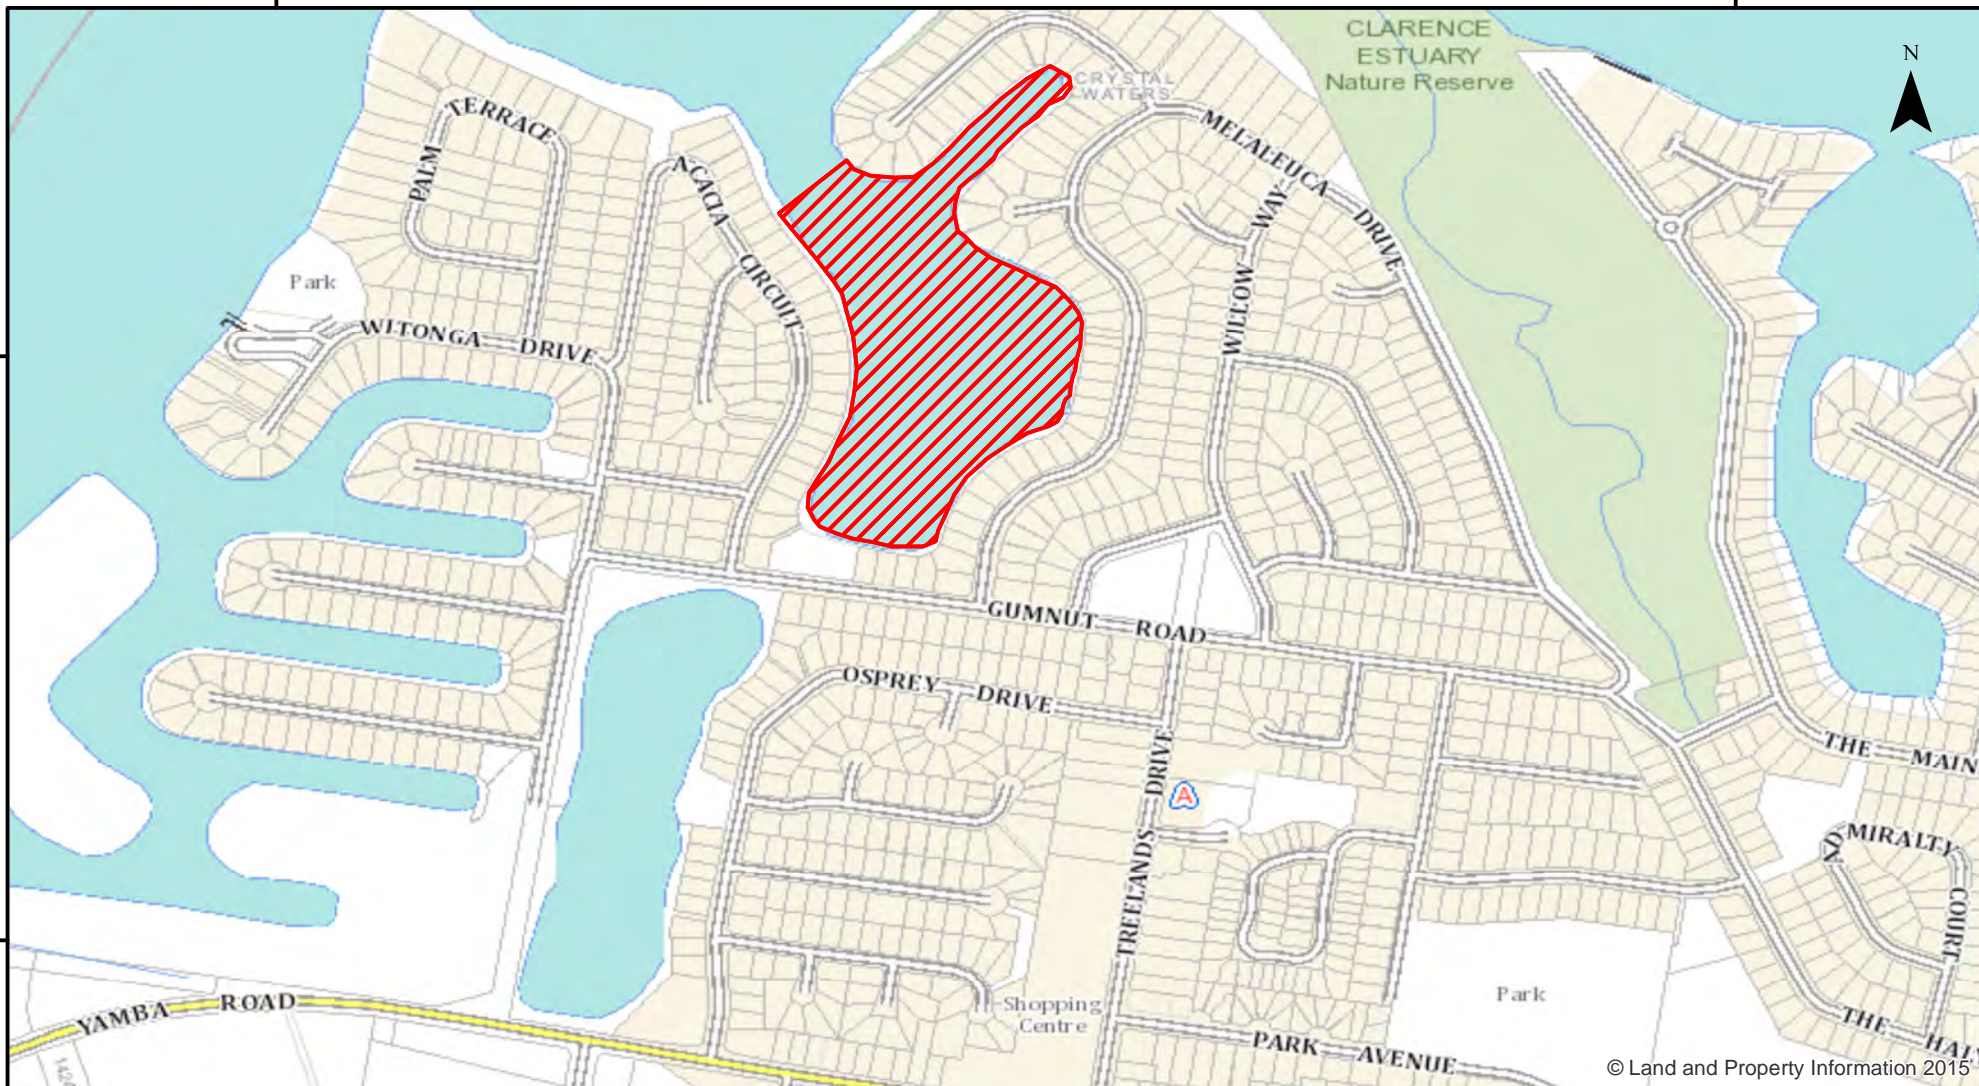 CLARENCE
ESTUARY
Nature Reserve
N
CRYSTAL
WATERS
TERRACE
PALM
ACACIA
CIRCUIT
MELALEUCA
DRIVE
WILLOW WAY
Park
WITONGA DRIVE
GUMNUT ROAD
OSPREY DRIVE
TREELANDS DRIVE
A
THE MAIN
MIRALTY
COURT
Park
Shopping
Centre
YAMBA ROAD
PARK AVENUE
THE
1424
© Land and Property Information 2015